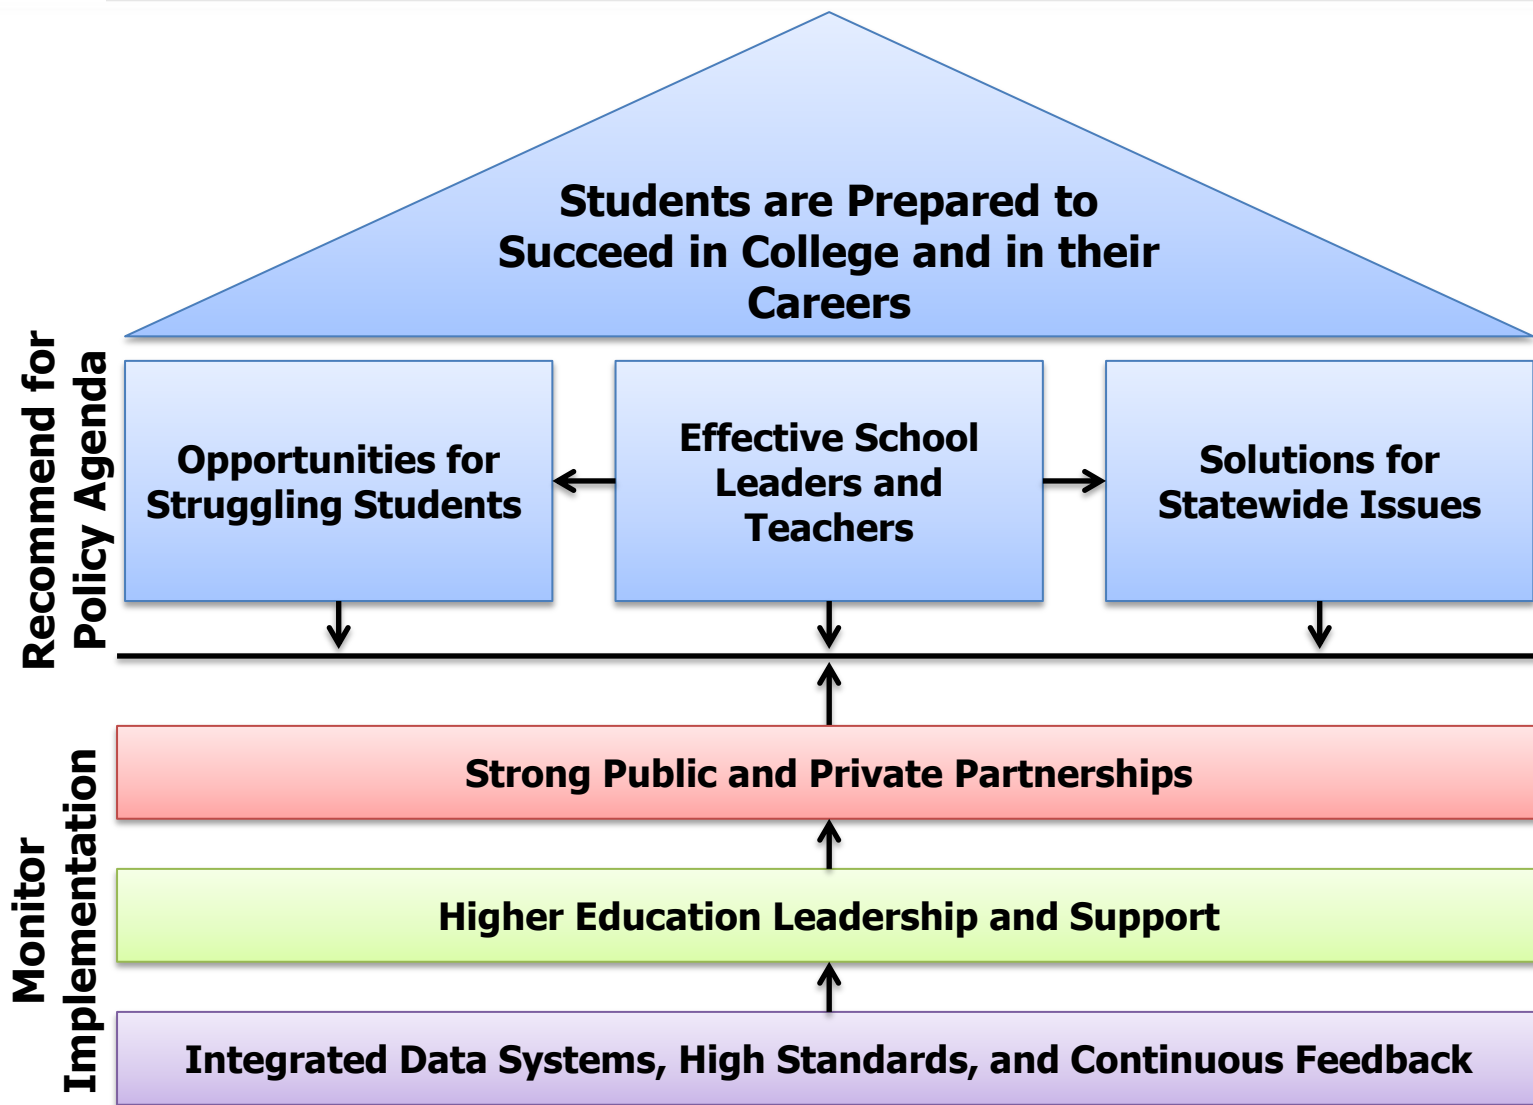 Students are Prepared to
Succeed in College and in their
Careers
Recommend for
Policy Agenda
Opportunities for
Struggling Students
Effective School
Leaders and
Teachers
Solutions for
Statewide Issues
Monitor
Implementation
Strong Public and Private Partnerships
Higher Education Leadership and Support
Integrated Data Systems, High Standards, and Continuous Feedback